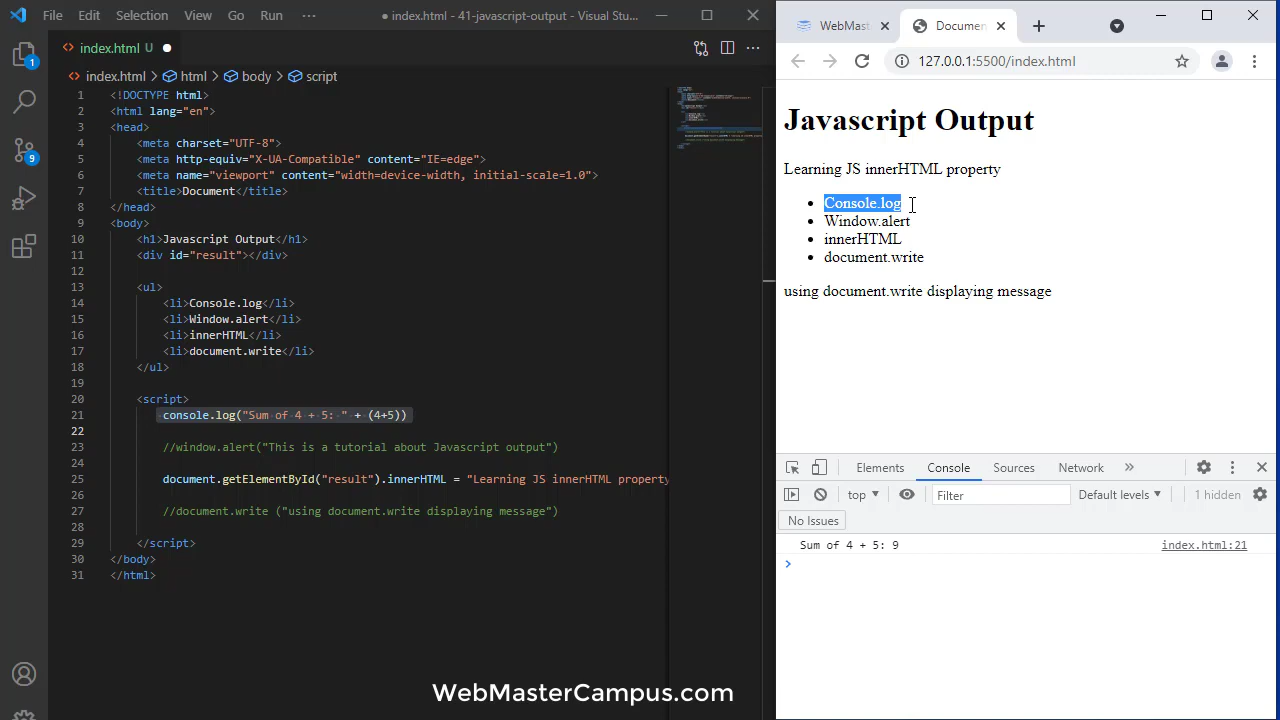 File Edit Selection View Go Run ··· ● index.html - 41-javascript-output - Visual Stu...
index.html U ●
index.html > html > body > script
1 <!DOCTYPE html>
2 <html lang="en">
3 <head>
4 <meta charset="UTF-8">
5 <meta http-equiv="X-UA-Compatible" content="IE=edge">
6 <meta name="viewport" content="width=device-width, initial-scale=1.0">
7 <title>Document</title>
8 </head>
9 <body>
10 <h1>Javascript Output</h1>
11 <div id="result"></div>
12
13 <ul>
14 <li>Console.log</li>
15 <li>Window.alert</li>
16 <li>innerHTML</li>
17 <li>document.write</li>
18 </ul>
19
20 <script>
21 console.log("Sum of 4 + 5: " + (4+5))
22
23 //window.alert("This is a tutorial about Javascript output")
24
25 document.getElementById("result").innerHTML = "Learning JS innerHTML property
26
27 //document.write ("using document.write displaying message")
28
29 </script>
30 </body>
31 </html>
1
9
WebMasterCampus.com
WebMast
Documen
127.0.0.1:5500/index.html
Javascript Output
Learning JS innerHTML property
• Console.log
• Window.alert
• innerHTML
• document.write
using document.write displaying message
Elements Console Sources Network »
top Filter Default levels 1 hidden
No Issues
Sum of 4 + 5: 9 index.html:21
>